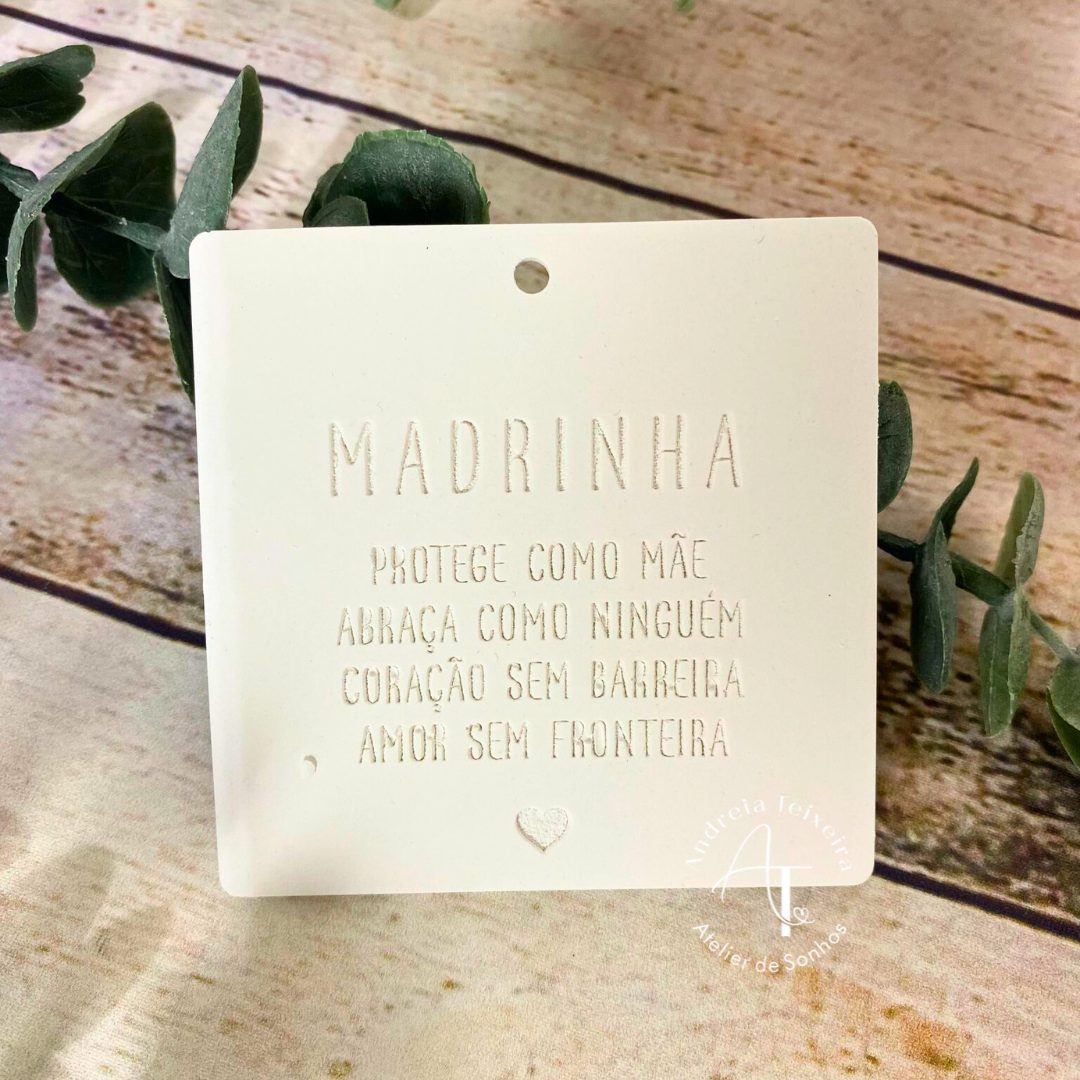 MADRINHA
PROTEGE COMO MÃE
ABRAÇA COMO NINGUÉM
CORAÇÃO SEM BARREIRA
AMOR SEM FRONTEIRA
Andreia Teixeira
AT
Atelier de Sonhos